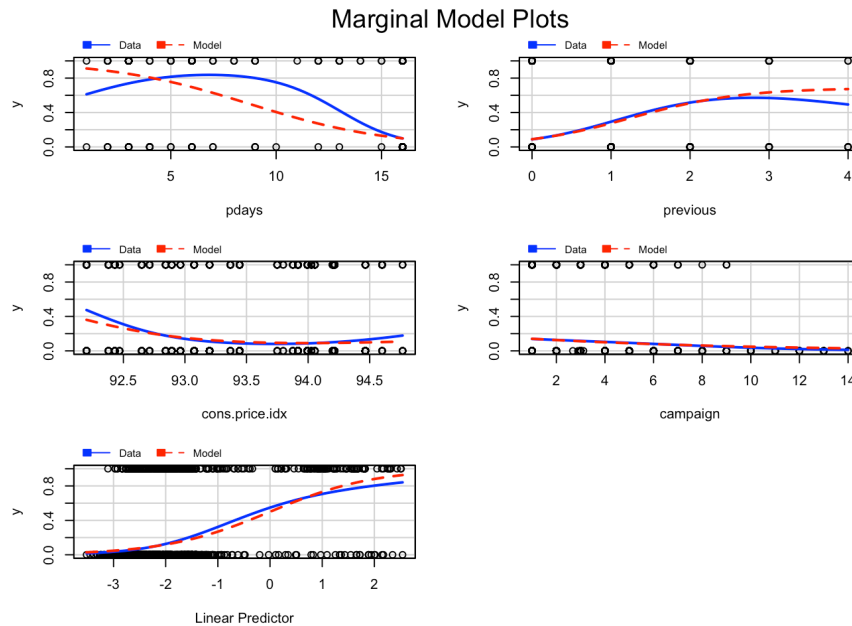 Marginal Model Plots
Data Model
y
0.0 0.4 0.8
5 10 15
pdays
Data Model
y
0.0 0.4 0.8
0 1 2 3 4
previous
Data Model
y
0.0 0.4 0.8
92.5 93.0 93.5 94.0 94.5
cons.price.idx
Data Model
y
0.0 0.4 0.8
2 4 6 8 10 12 14
campaign
Data Model
y
0.0 0.4 0.8
-3 -2 -1 0 1 2
Linear Predictor